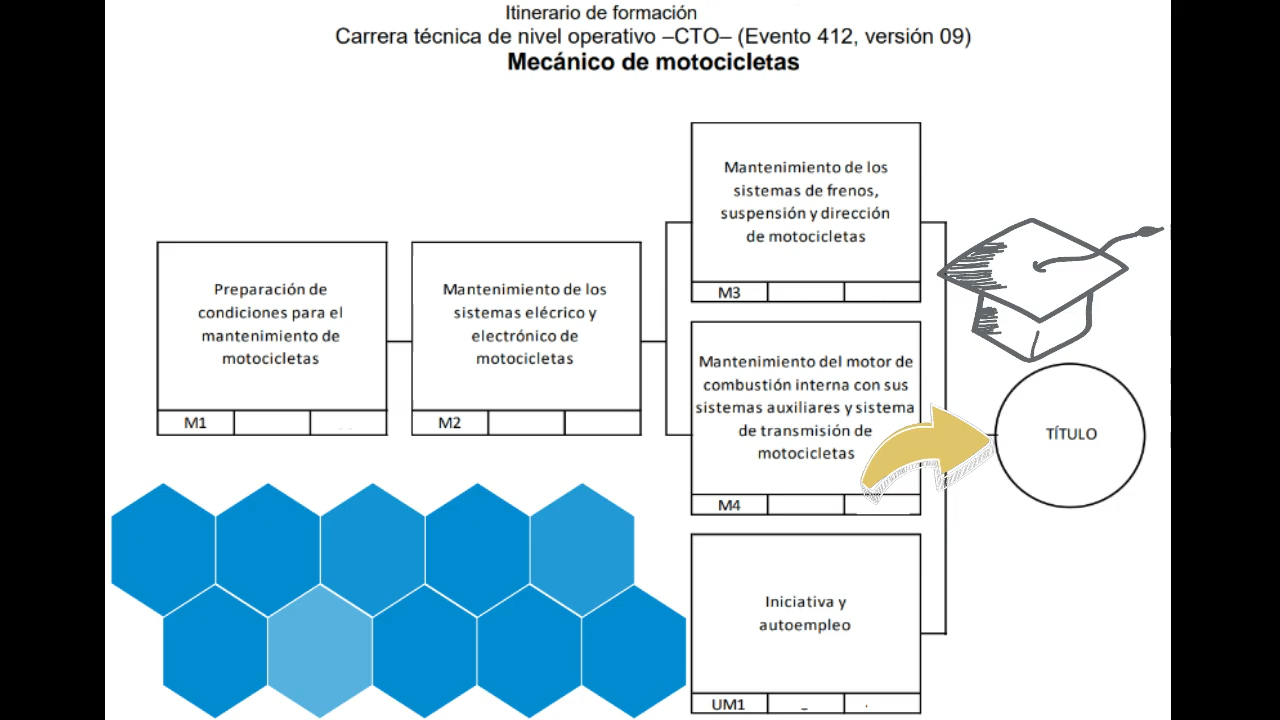 Itinerario de formación
Carrera técnica de nivel operativo –CTO– (Evento 412, versión 09)
Mecánico de motocicletas
Preparación de
condiciones para el
mantenimiento de
motocicletas
M1
Mantenimiento de los
sistemas elécrico y
electrónico de
motocicletas
M2
Mantenimiento de los
sistemas de frenos,
suspensión y dirección
de motocicletas
M3
Mantenimiento del motor de
combustión interna con sus
sistemas auxiliares y sistema
de transmisión de
motocicletas
M4
Iniciativa y
autoempleo
UM1
TÍTULO